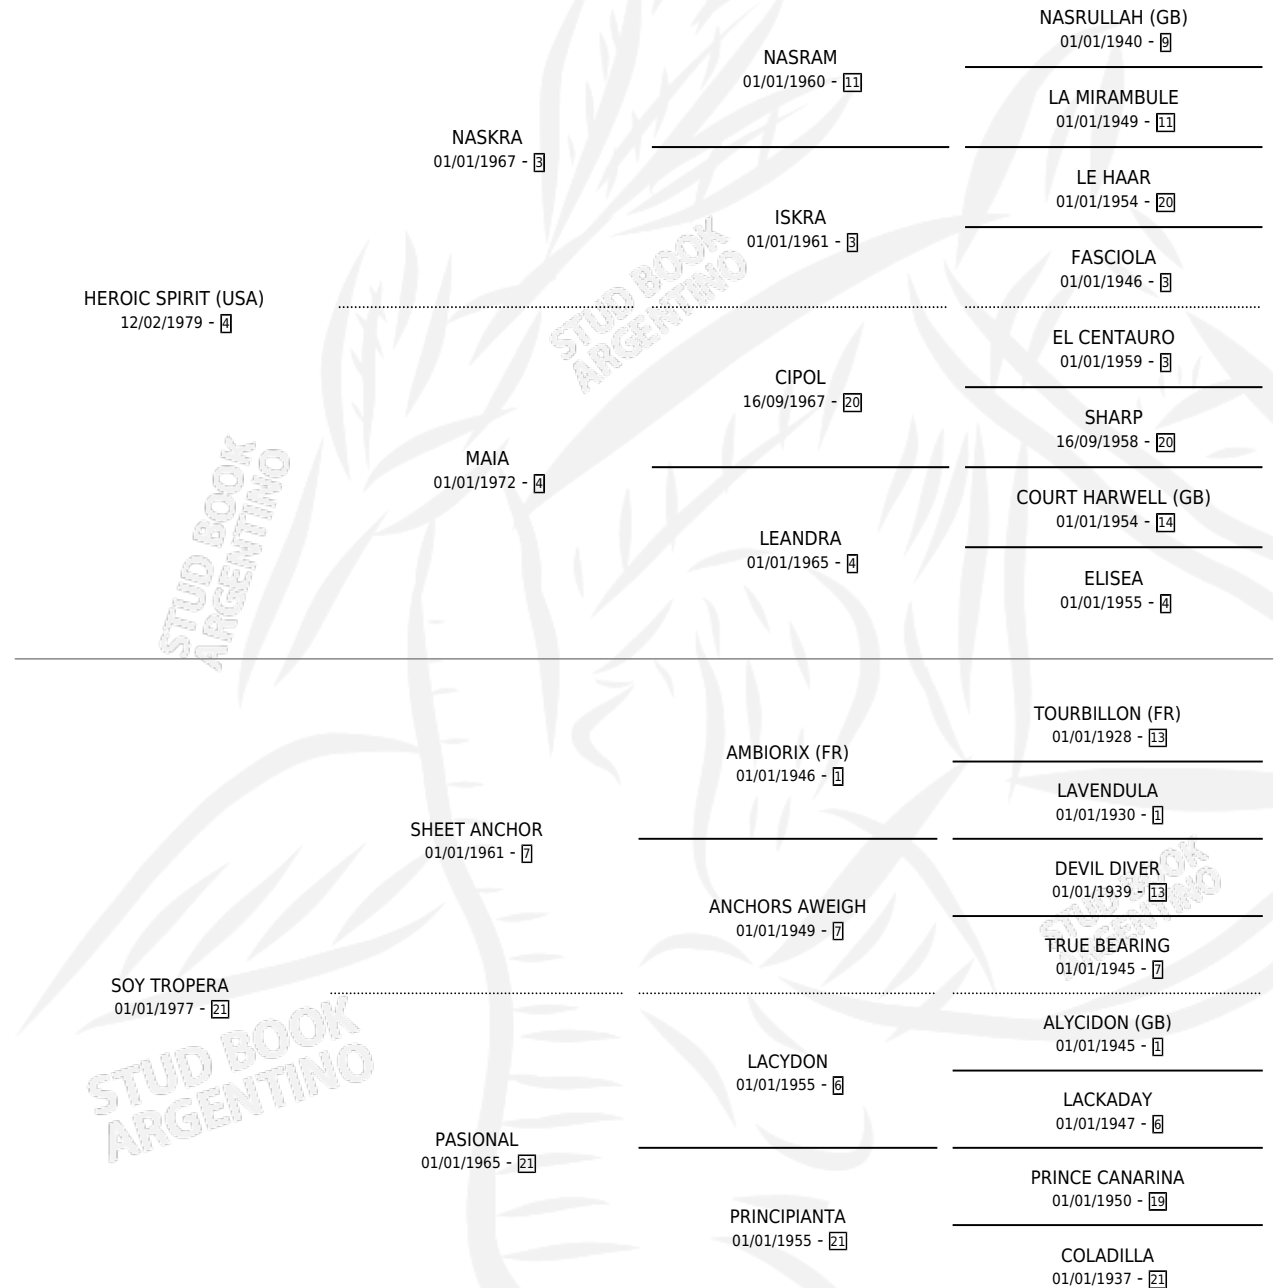 NASRULLAH (GB)
01/01/1940 - 9
NASRAM
01/01/1960 - 11
LA MIRAMBULE
01/01/1949 - 11
NASKRA
01/01/1967 - 3
LE HAAR
01/01/1954 - 20
ISKRA
01/01/1961 - 3
FASCIOLA
01/01/1946 - 3
HEROIC SPIRIT (USA)
12/02/1979 - 4
EL CENTAURO
01/01/1959 - 3
CIPOL
16/09/1967 - 20
SHARP
16/09/1958 - 20
MAIA
01/01/1972 - 4
COURT HARWELL (GB)
01/01/1954 - 14
LEANDRA
01/01/1965 - 4
ELISEA
01/01/1955 - 4
STUD BOOK
ARGENTINO
STUD BOOK
ARGENTINO
TOURBILLON (FR)
01/01/1928 - 13
AMBIORIX (FR)
01/01/1946 - 1
LAVENDULA
01/01/1930 - 1
SHEET ANCHOR
01/01/1961 - 7
DEVIL DIVER
01/01/1939 - 13
ANCHORS AWEIGH
01/01/1949 - 7
TRUE BEARING
01/01/1945 - 7
SOY TROPERA
01/01/1977 - 21
ALYCIDON (GB)
01/01/1945 - 1
LACYDON
01/01/1955 - 6
LACKADAY
01/01/1947 - 6
PASIONAL
01/01/1965 - 21
PRINCE CANARINA
01/01/1950 - 19
PRINCIPIANTA
01/01/1955 - 21
COLADILLA
01/01/1937 - 21
STUD BOOK
ARGENTINO
STUD BOOK
ARGENTINO